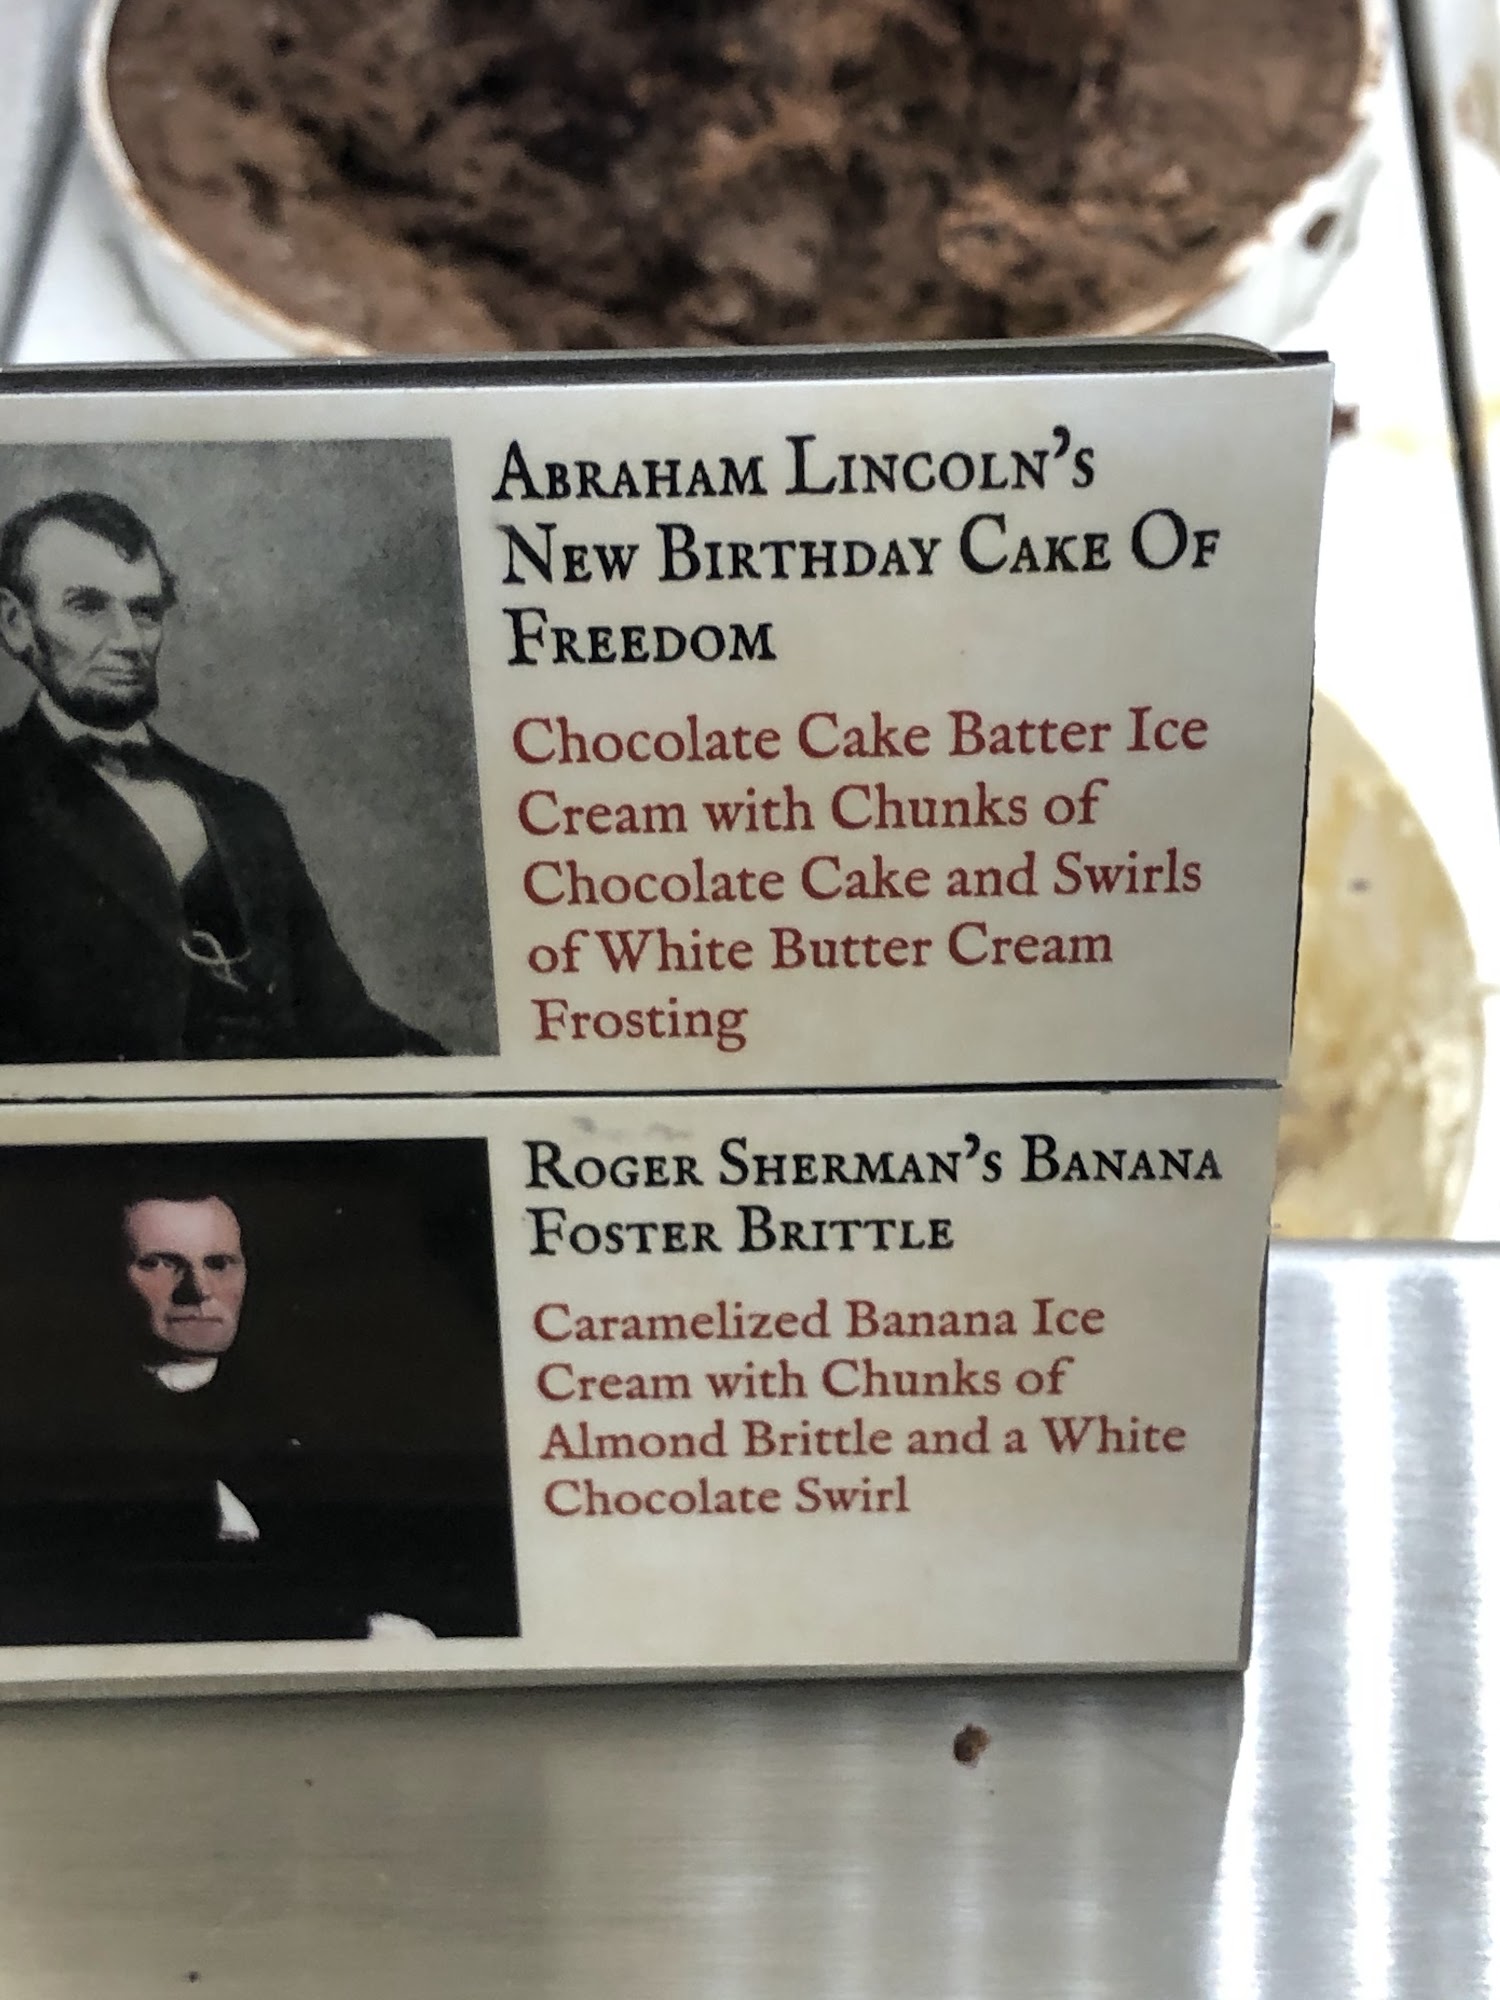 Abraham Lincoln's
New Birthday Cake Of
Freedom
Chocolate Cake Batter Ice
Cream with Chunks of
Chocolate Cake and Swirls
of White Butter Cream
Frosting
Roger Sherman's Banana
Foster Brittle
Caramelized Banana Ice
Cream with Chunks of
Almond Brittle and a White
Chocolate Swirl